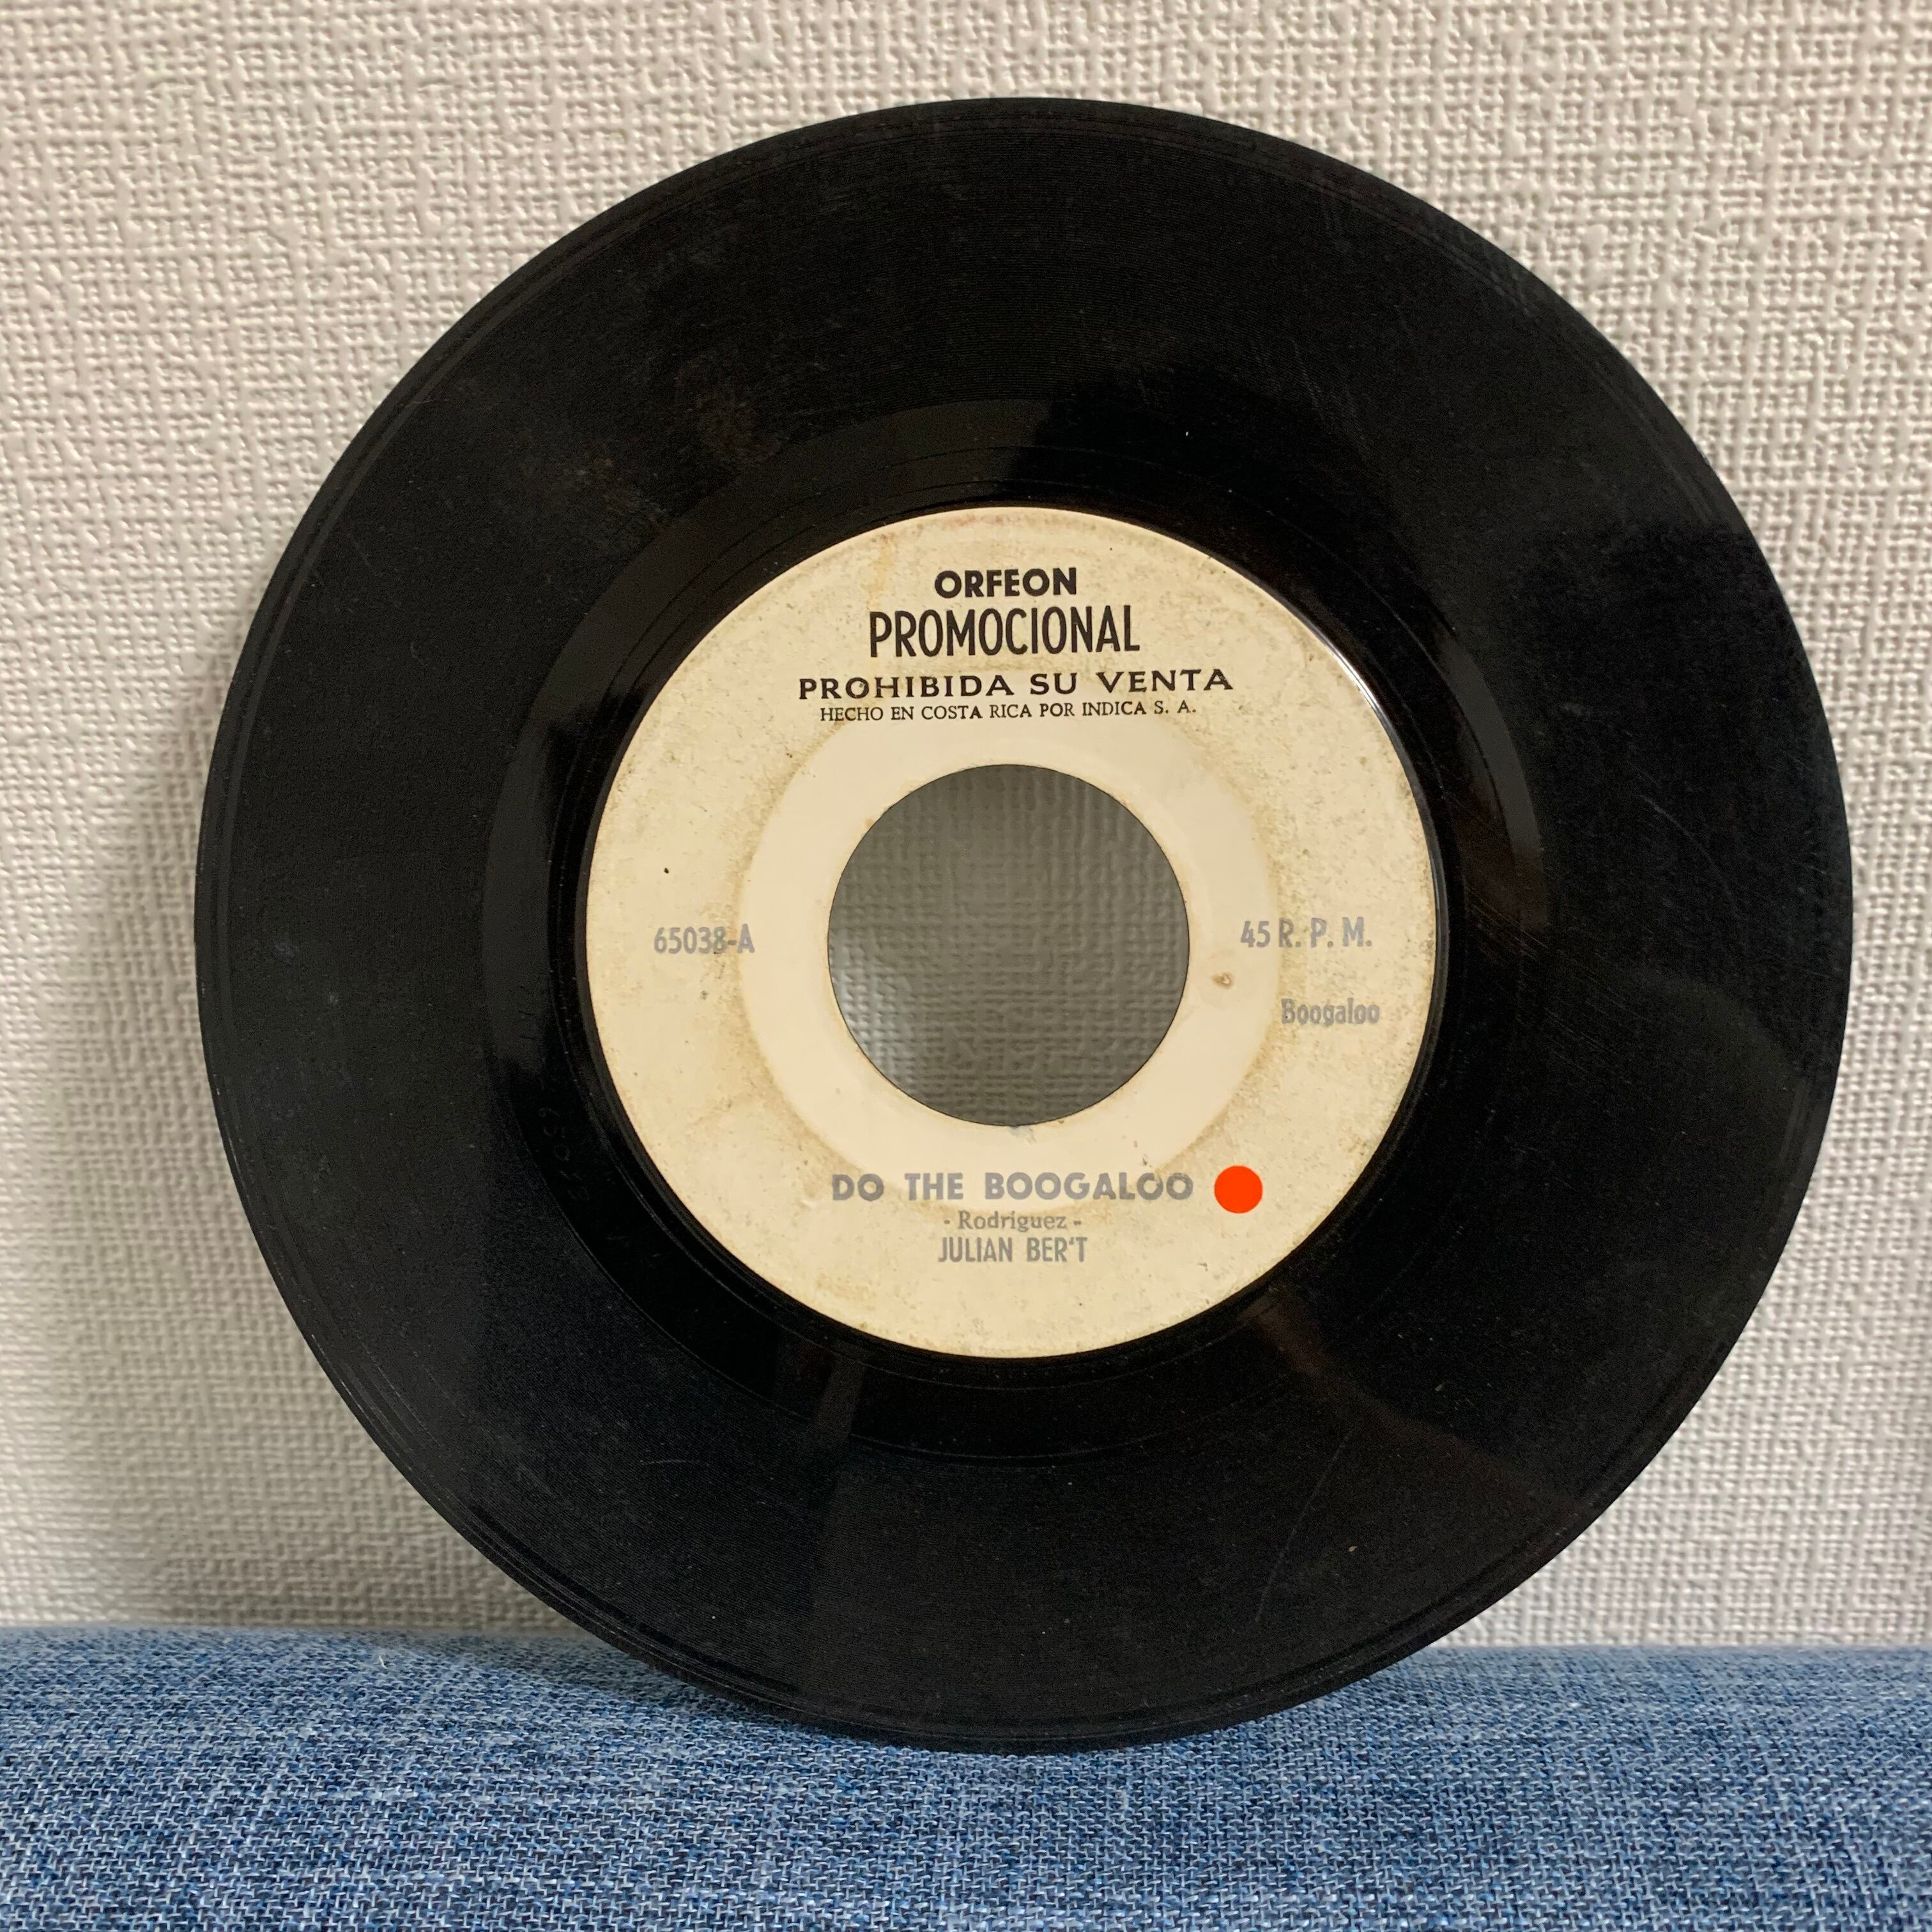 ORFEON
PROMOCIONAL
PROHIBIDA SU VENTA
HECHO EN COSTA RICA POR INDICA S. A.
65038-A
45 R. P. M.
Boogaloo
DO THE BOOGALOO
- Rodríguez -
JULIAN BER'T